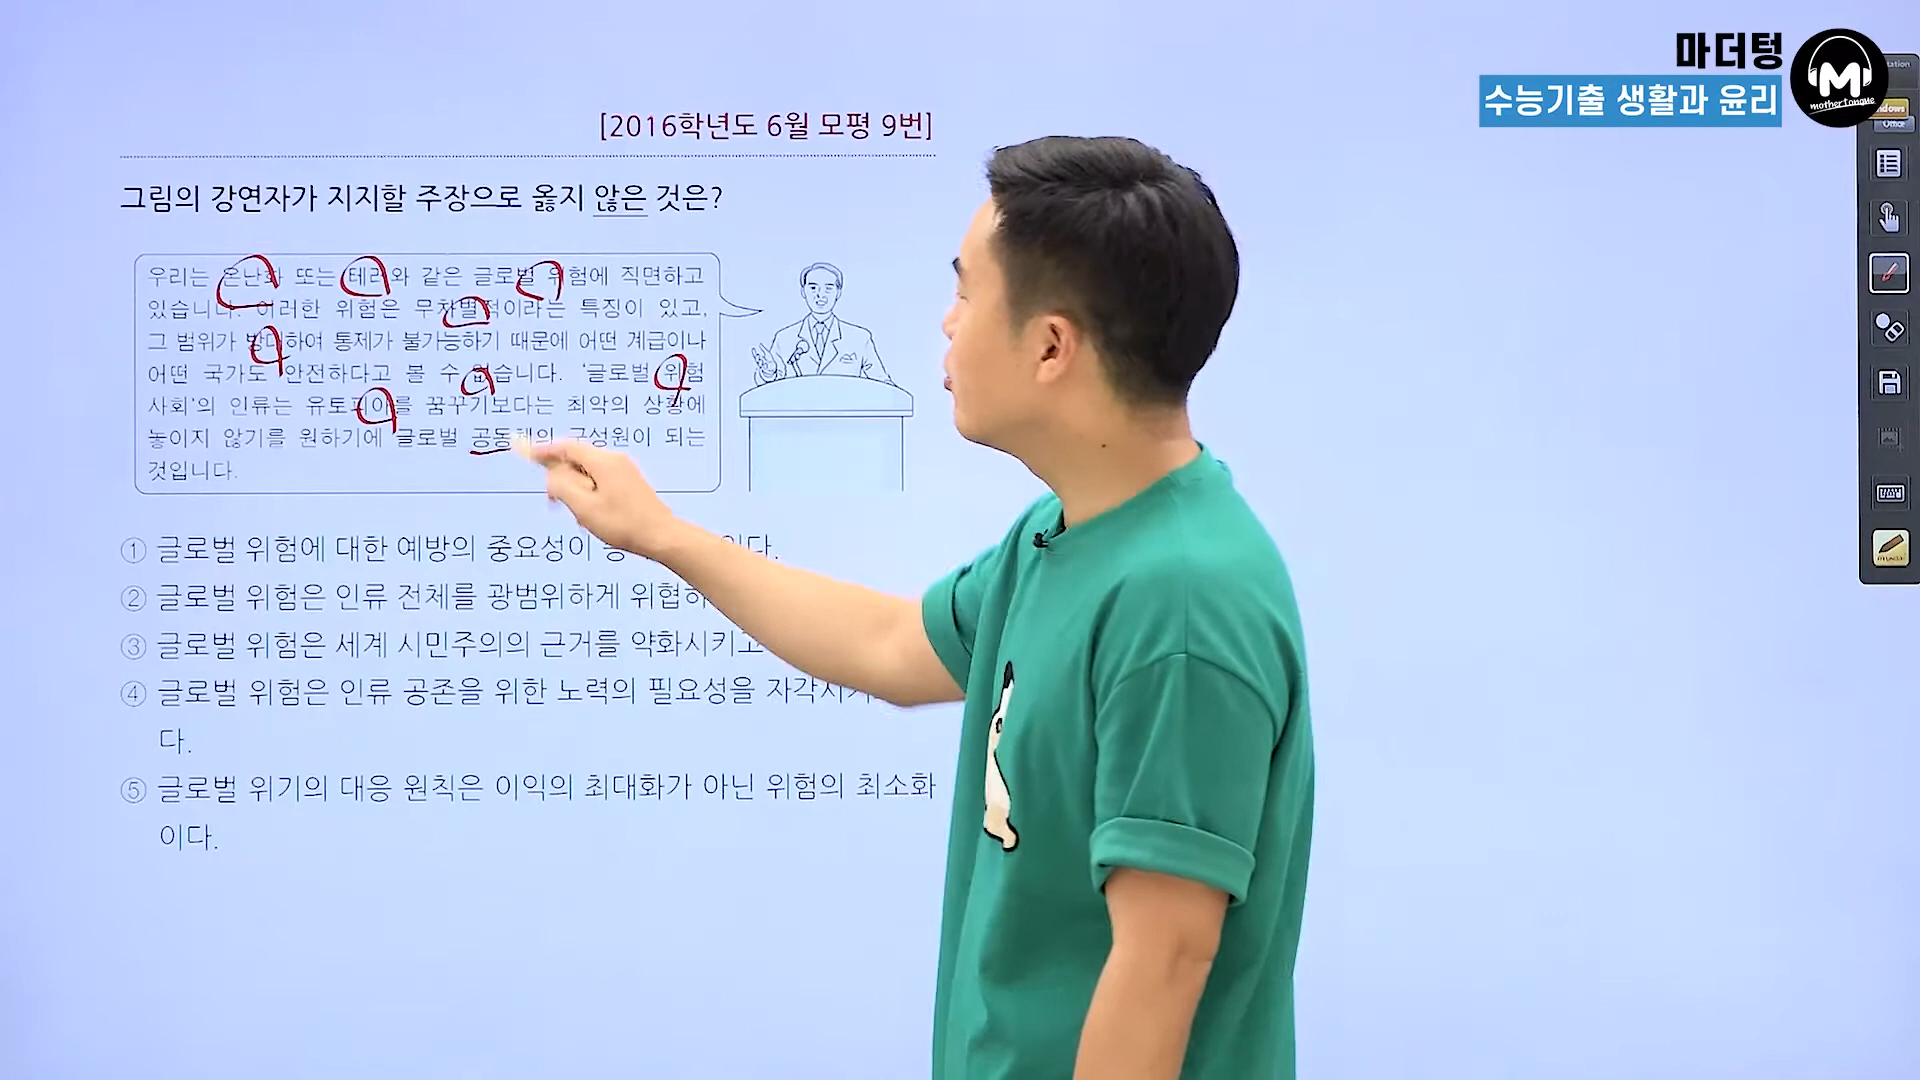 마더텅
수능기출 생활과 윤리
M
mothertongue
[2016학년도 6월 모평 9번]
그림의 강연자가 지지할 주장으로 옳지 않은 것은?
우리는 온난화 또는 테러와 같은 글로벌 위험에 직면하고
있습니다. 이러한 위험은 무차별적이라는 특징이 있고,
그 범위가 방대하여 통제가 불가능하기 때문에 어떤 계급이나
어떤 국가도 안전하다고 볼 수 없습니다. '글로벌 위험
사회'의 인류는 유토피아를 꿈꾸기보다는 최악의 상황에
놓이지 않기를 원하기에 글로벌 공동체의 구성원이 되는
것입니다.
① 글로벌 위험에 대한 예방의 중요성이
② 글로벌 위험은 인류 전체를 광범위하게
③ 글로벌 위험은 세계 시민주의의 근거를 약화시키고
④ 글로벌 위험은 인류 공존을 위한 노력의 필요성을
다.
⑤ 글로벌 위기의 대응 원칙은 이익의 최대화가 아닌 위험의 최소화
이다.